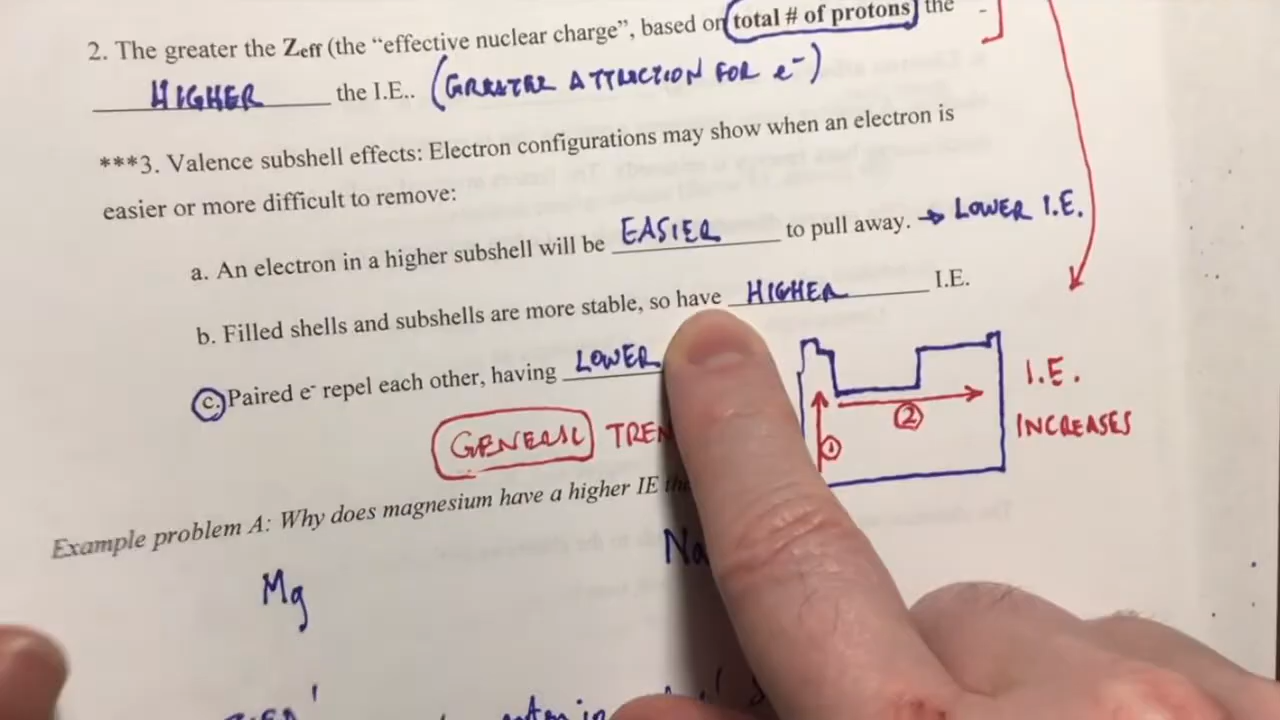 2. The greater the Zeff (the “effective nuclear charge”, based on total # of protons) the
HIGHER the I.E.. (GREATER ATTRACTION FOR e-)
***3. Valence subshell effects: Electron configurations may show when an electron is
easier or more difficult to remove:
a. An electron in a higher subshell will be EASIER to pull away. → LOWER I.E.
b. Filled shells and subshells are more stable, so have HIGHER I.E.
c. Paired e- repel each other, having LOWER
GENERAL
① ② I.E.
INCREASES
Example problem A: Why does magnesium have a higher IE
Mg